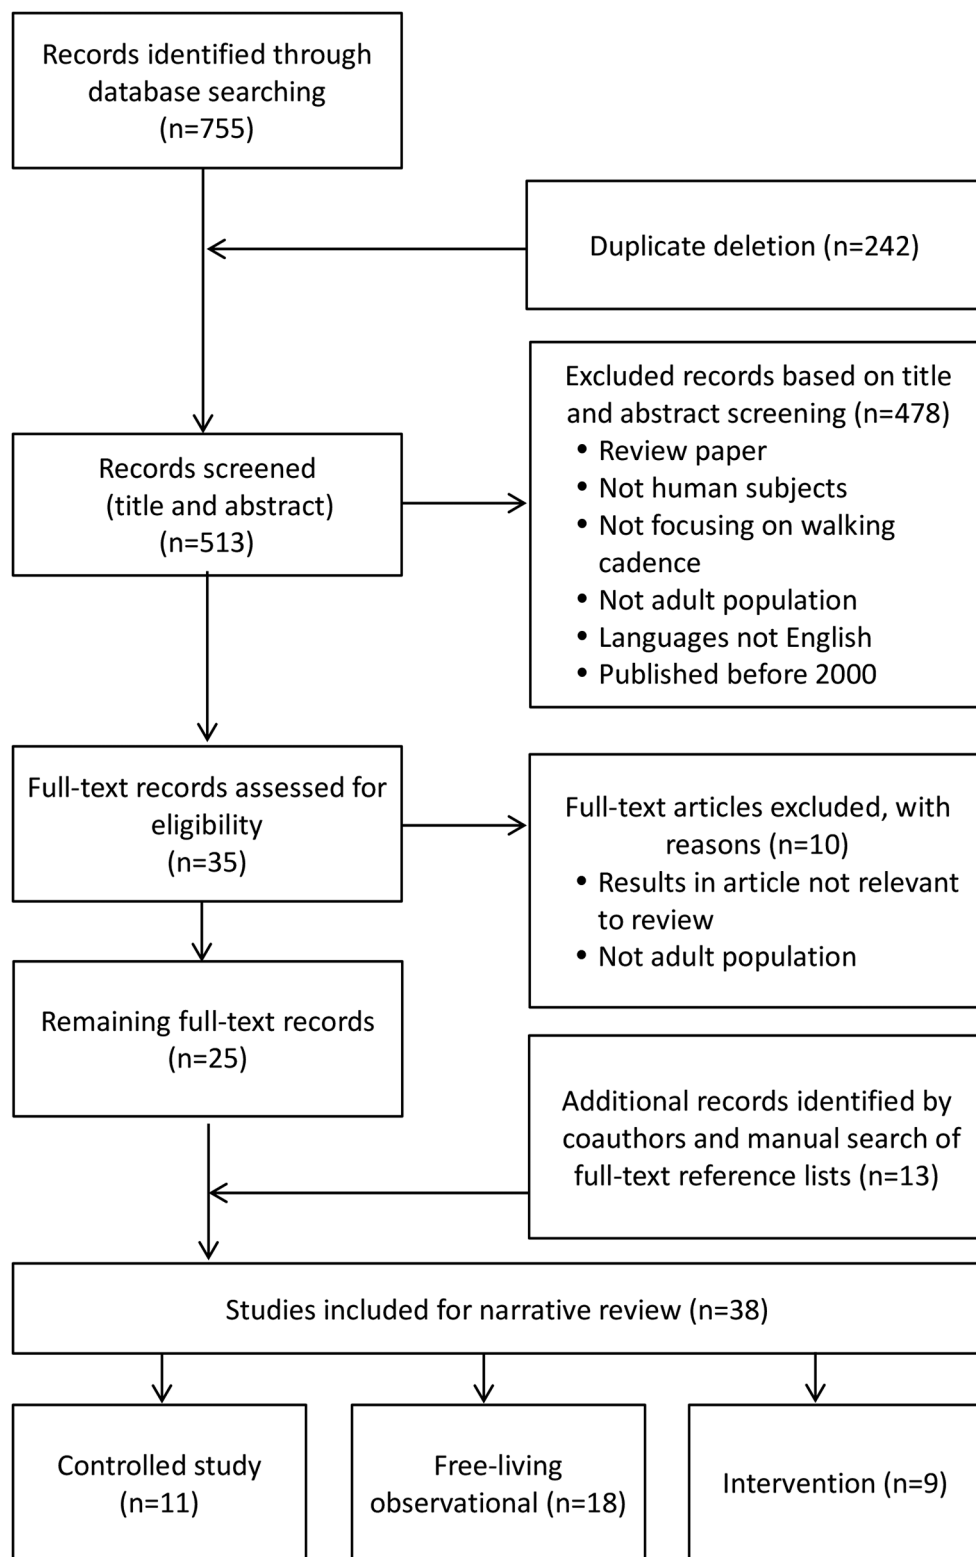 Records identified through
database searching
(n=755)
Duplicate deletion (n=242)
Excluded records based on title
and abstract screening (n=478)
• Review paper
• Not human subjects
• Not focusing on walking
cadence
• Not adult population
• Languages not English
• Published before 2000
Records screened
(title and abstract)
(n=513)
Full-text records assessed for
eligibility
(n=35)
Full-text articles excluded, with
reasons (n=10)
• Results in article not relevant
to review
• Not adult population
Remaining full-text records
(n=25)
Additional records identified by
coauthors and manual search of
full-text reference lists (n=13)
Studies included for narrative review (n=38)
Controlled study
(n=11)
Free-living
observational (n=18)
Intervention (n=9)